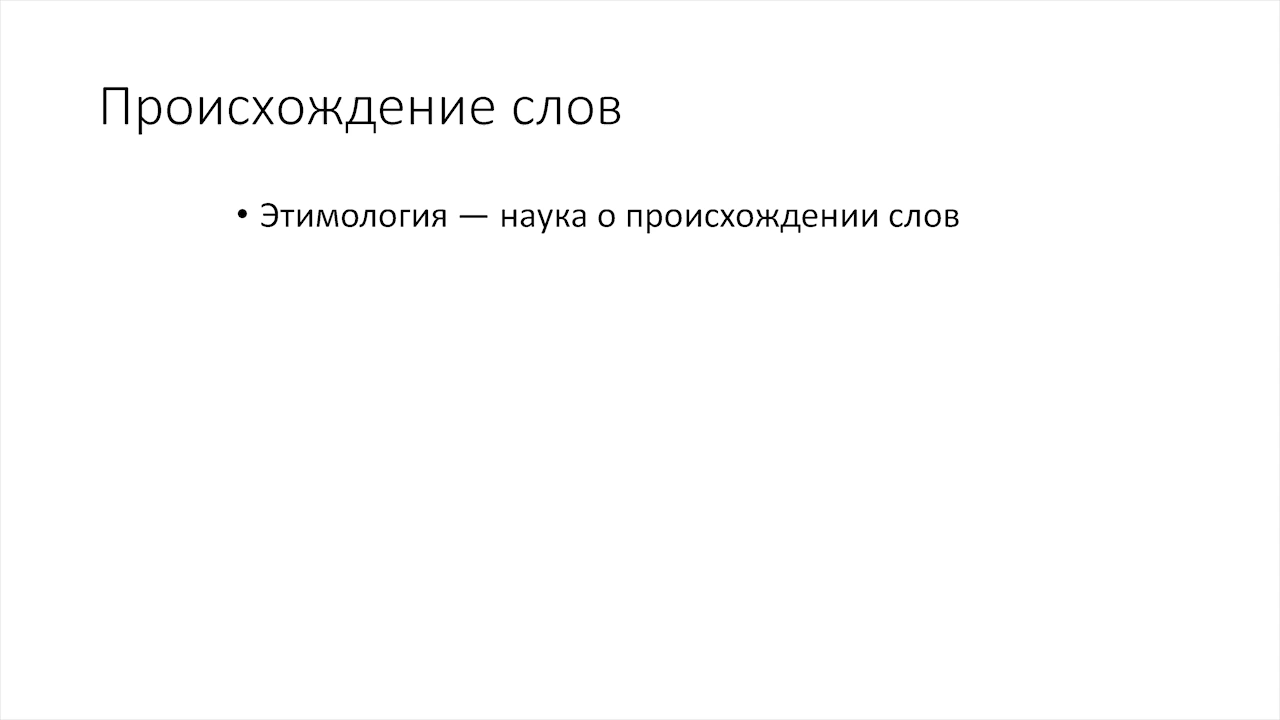 Происхождение слов
• Этимология — наука о происхождении слов